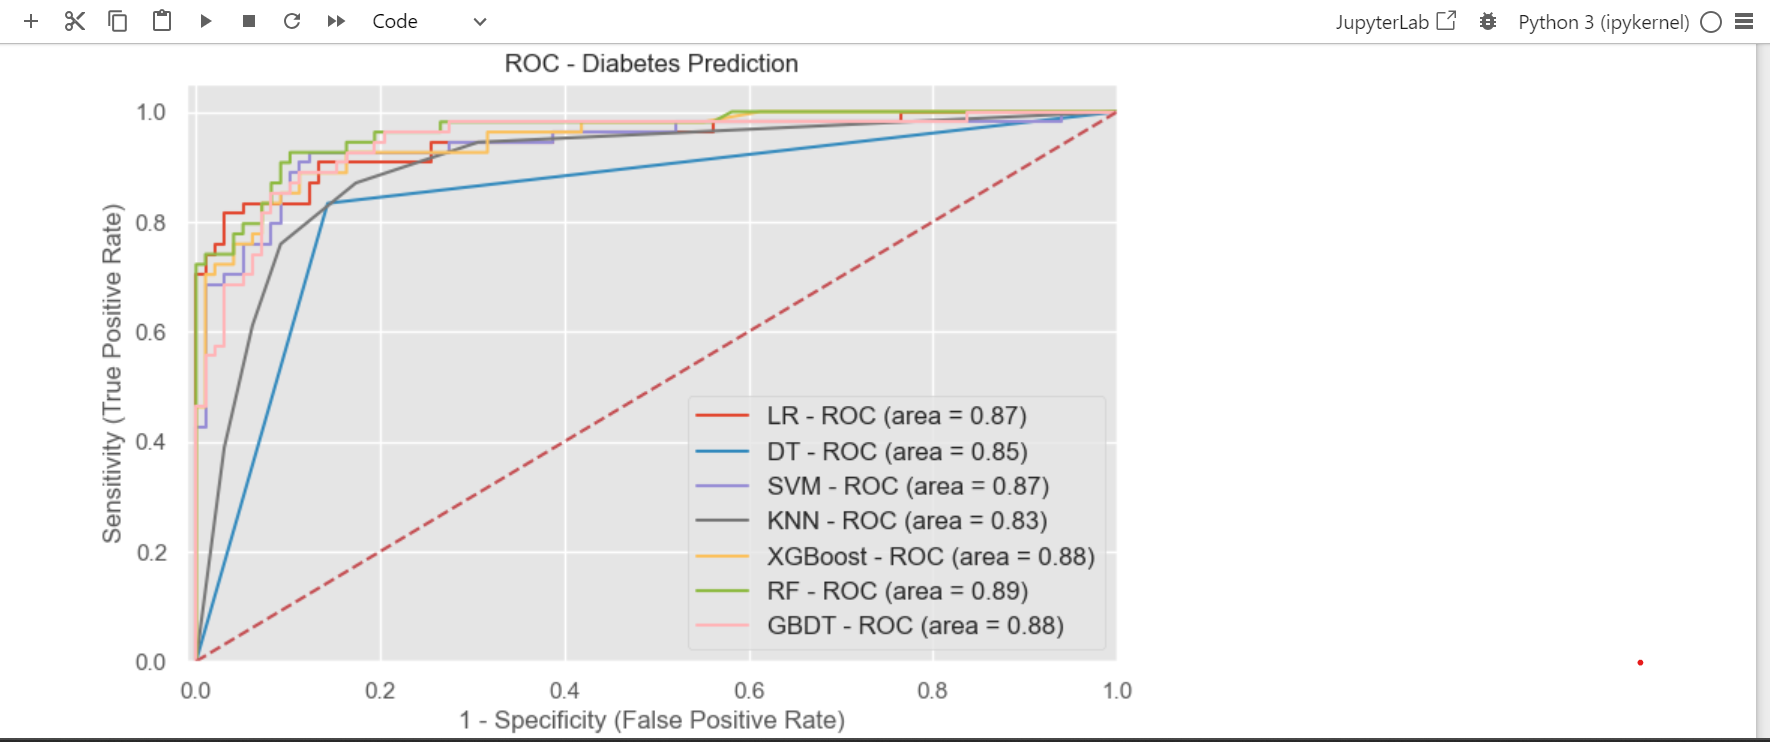 Code
JupyterLab
Python 3 (ipykernel)
ROC - Diabetes Prediction
1.0
0.8
0.6
0.4
0.2
0.0
Sensitivity (True Positive Rate)
LR - ROC (area = 0.87)
DT - ROC (area = 0.85)
SVM - ROC (area = 0.87)
KNN - ROC (area = 0.83)
XGBoost - ROC (area = 0.88)
RF - ROC (area = 0.89)
GBDT - ROC (area = 0.88)
0.0 0.2 0.4 0.6 0.8 1.0
1 - Specificity (False Positive Rate)